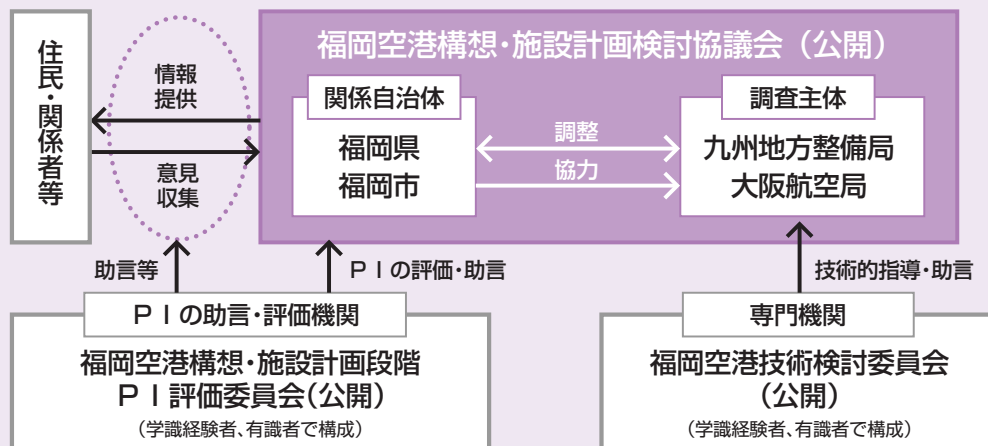 福岡空港構想・施設計画検討協議会（公開）
住民・関係者等
情報
提供
意見
収集
関係自治体
福岡県
福岡市
調整
協力
調査主体
九州地方整備局
大阪航空局
助言等
ＰＩの評価・助言
技術的指導・助言
ＰＩの助言・評価機関
福岡空港構想・施設計画段階
ＰＩ評価委員会（公開）
（学識経験者、有識者で構成）
専門機関
福岡空港技術検討委員会
（公開）
（学識経験者、有識者で構成）